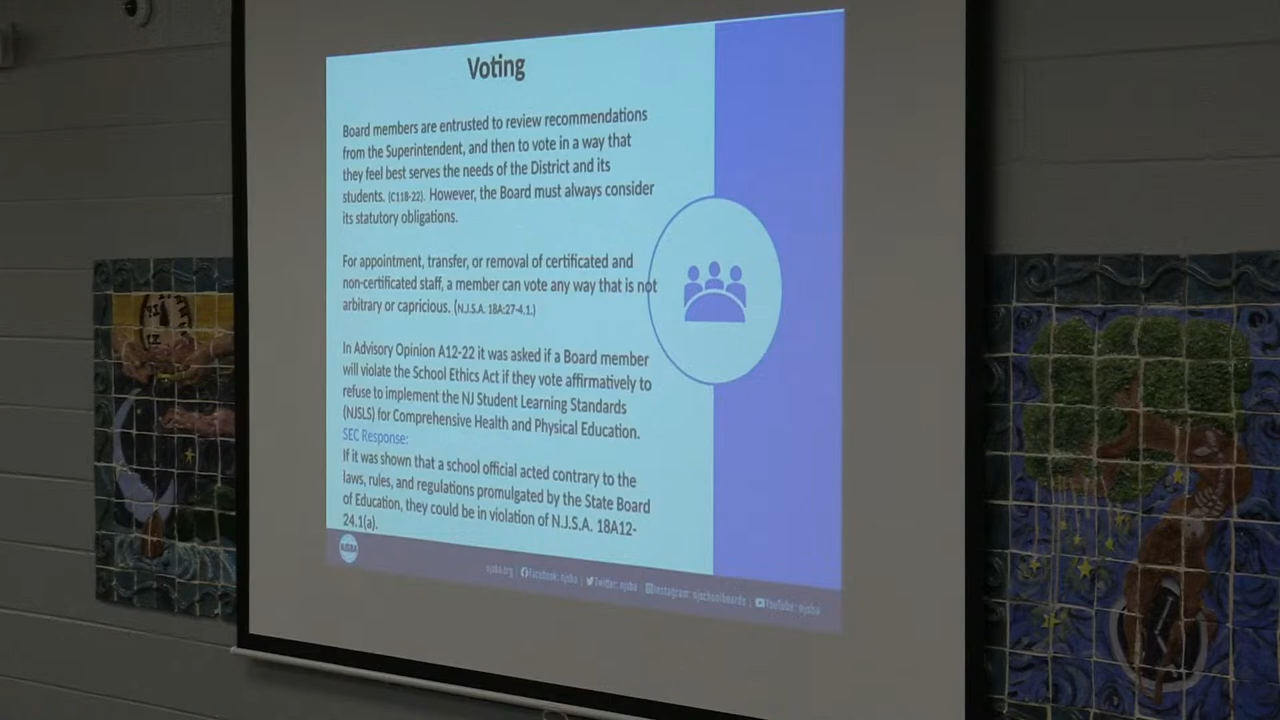 Voting
Board members are entrusted to review recommendations
from the Superintendent, and then to vote in a way that
they feel best serves the needs of the District and its
students. (C11B-22). However, the Board must always consider
its statutory obligations.
For appointment, transfer, or removal of certificated and
non-certificated staff, a member can vote any way that is not
arbitrary or capricious. (N.J.S.A. 18A:27-4.1.)
In Advisory Opinion A12-22 it was asked if a Board member
will violate the School Ethics Act if they vote affirmatively to
refuse to implement the NJ Student Learning Standards
(NJSLS) for Comprehensive Health and Physical Education.
SEC Response:
If it was shown that a school official acted contrary to the
laws, rules, and regulations promulgated by the State Board
of Education, they could be in violation of N.J.S.A. 18A12-
24.1(a).
NJSBA
njsba.org | Facebook: njsba | Twitter: njsba | Instagram: njschoolboards | YouTube: njsba